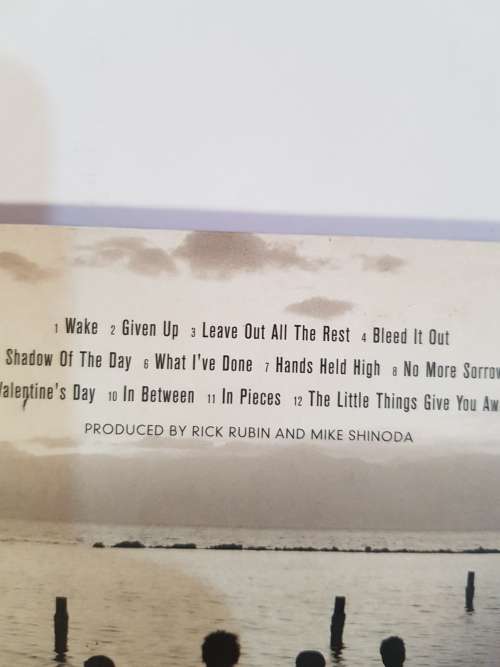 1 Wake 2 Given Up 3 Leave Out All The Rest 4 Bleed It Out
Shadow Of The Day 6 What I've Done 7 Hands Held High 8 No More Sorrow
Valentine's Day 10 In Between 11 In Pieces 12 The Little Things Give You Aw
PRODUCED BY RICK RUBIN AND MIKE SHINODA